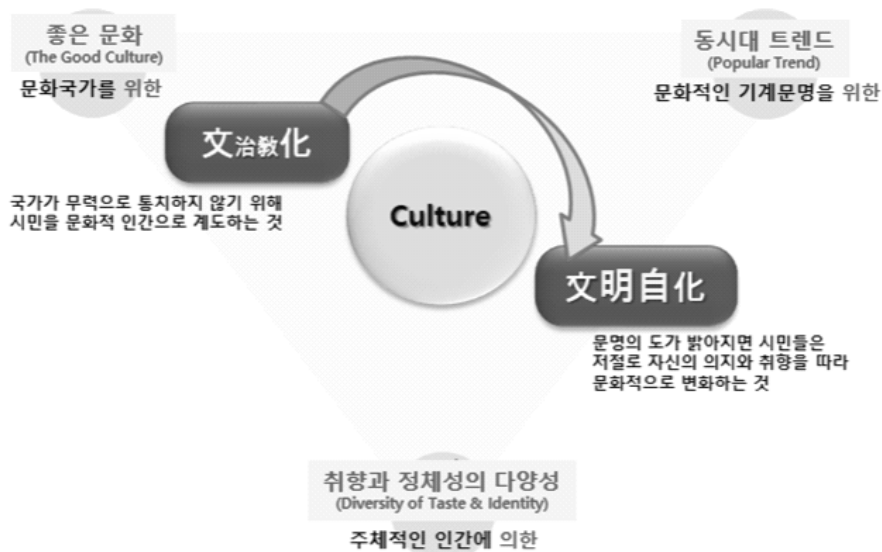 좋은 문화
(The Good Culture)
문화국가를 위한
동시대 트렌드
(Popular Trend)
문화적인 기계문명을 위한
文治敎化
국가가 무력으로 통치하지 않기 위해
시민을 문화적 인간으로 계도하는 것
Culture
文明自化
문명의 도가 밝아지면 시민들은
저절로 자신의 의지와 취향을 따라
문화적으로 변화하는 것
취향과 정체성의 다양성
(Diversity of Taste & Identity)
주체적인 인간에 의한